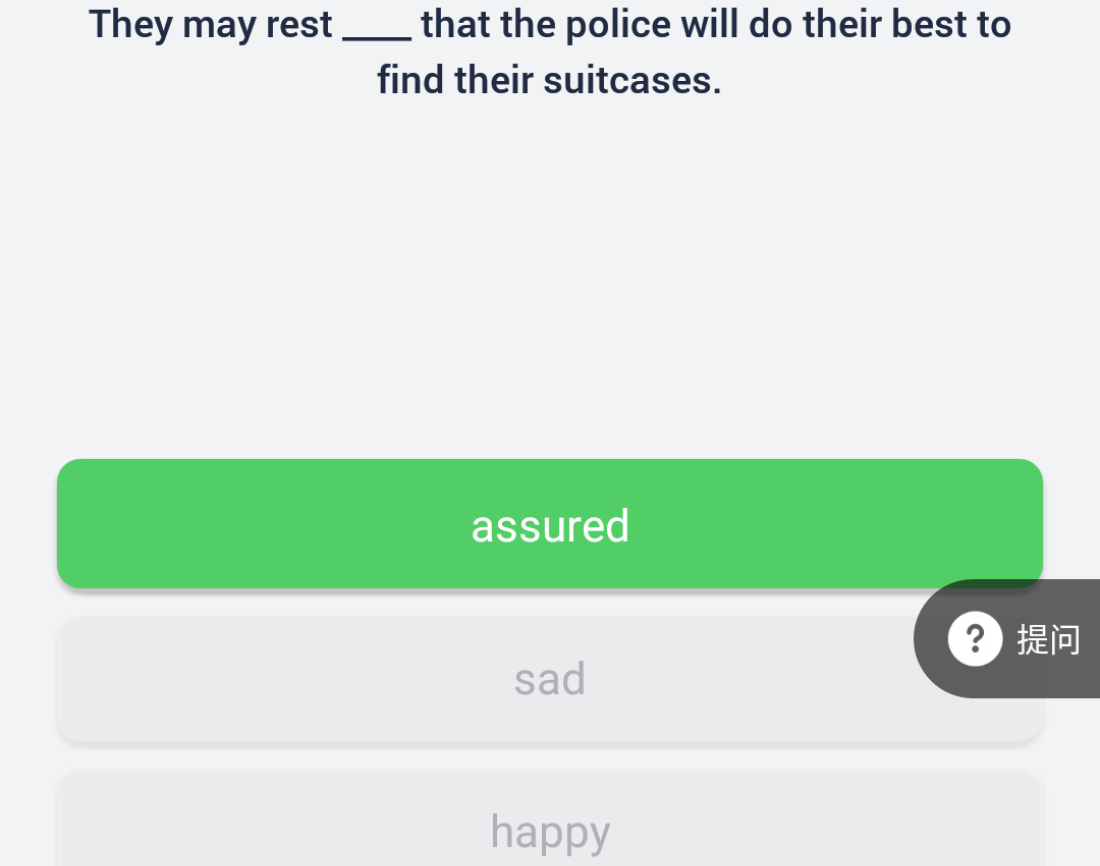 They may rest ____ that the police will do their best to
find their suitcases.
assured
? 提问
sad
happy